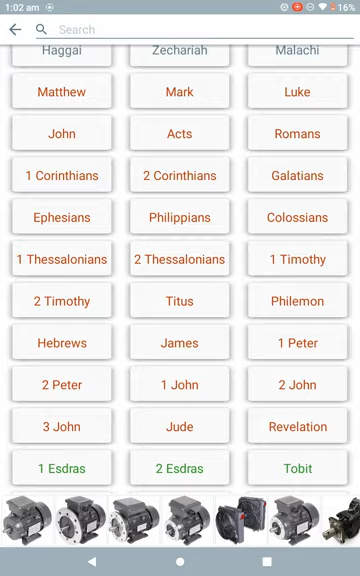 1:02 am
16%
Search
Haggai Zechariah Malachi
Matthew Mark Luke
John Acts Romans
1 Corinthians 2 Corinthians Galatians
Ephesians Philippians Colossians
1 Thessalonians 2 Thessalonians 1 Timothy
2 Timothy Titus Philemon
Hebrews James 1 Peter
2 Peter 1 John 2 John
3 John Jude Revelation
1 Esdras 2 Esdras Tobit